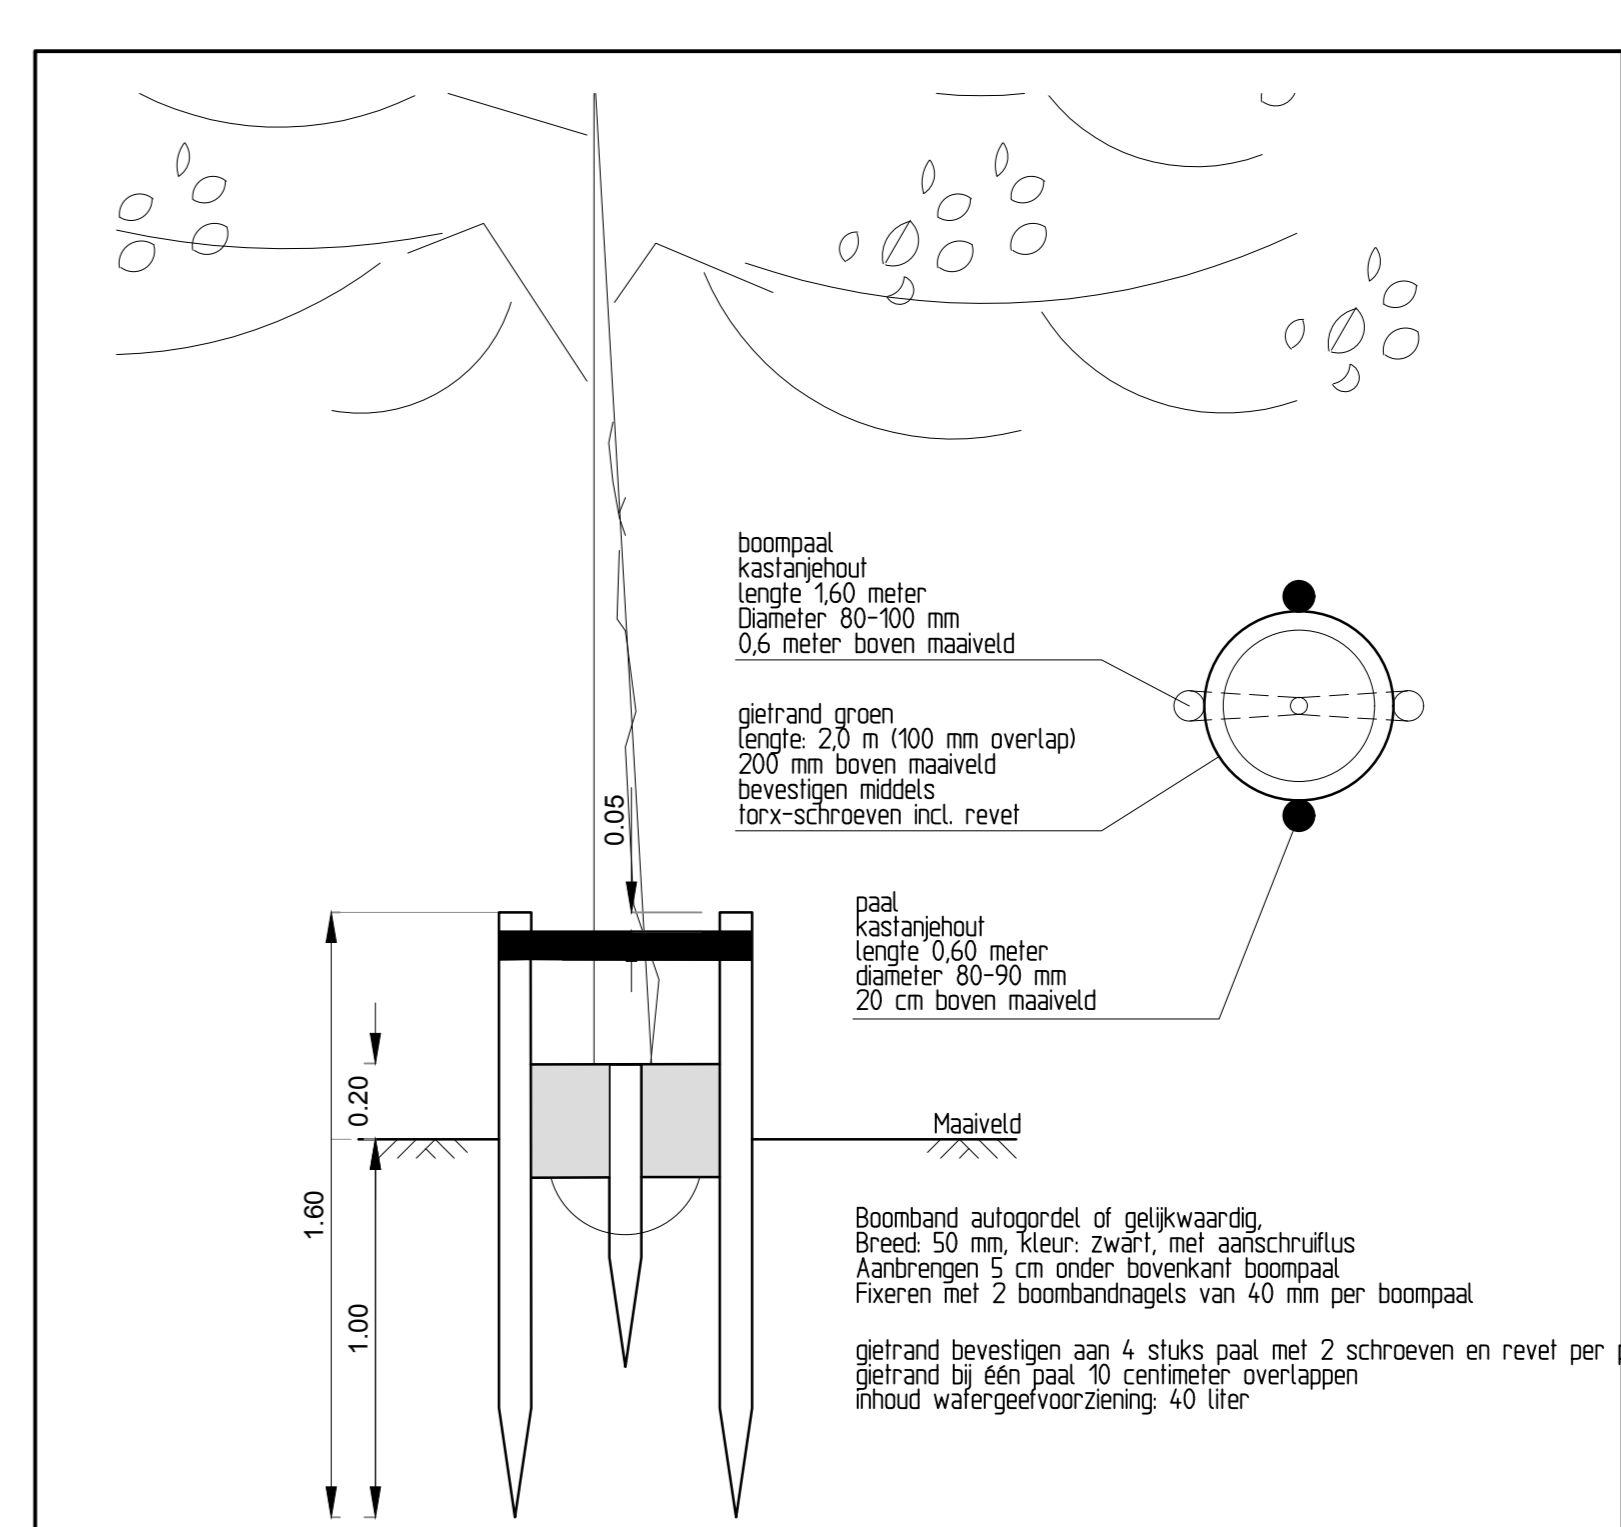 boompaal
kastanjehout
lengte 1,60 meter
Diameter 80-100 mm
0,6 meter boven maaiveld
gietrand groen
lengte: 2,0 m (100 mm overlap)
200 mm boven maaiveld
bevestigen middels
torx-schroeven incl. revet
0.05
paal
kastanjehout
lengte 0,60 meter
diameter 80-90 mm
20 cm boven maaiveld
0.20
Maaiveld
1.60
1.00
Boomband autogordel of gelijkwaardig,
Breed: 50 mm, kleur: zwart, met aanschruiflus
Aanbrengen 5 cm onder bovenkant boompaal
Fixeren met 2 boombandnagels van 40 mm per boompaal
gietrand bevestigen aan 4 stuks paal met 2 schroeven en revet per
gietrand bij één paal 10 centimeter overlappen
inhoud watergeefvoorziening: 40 liter